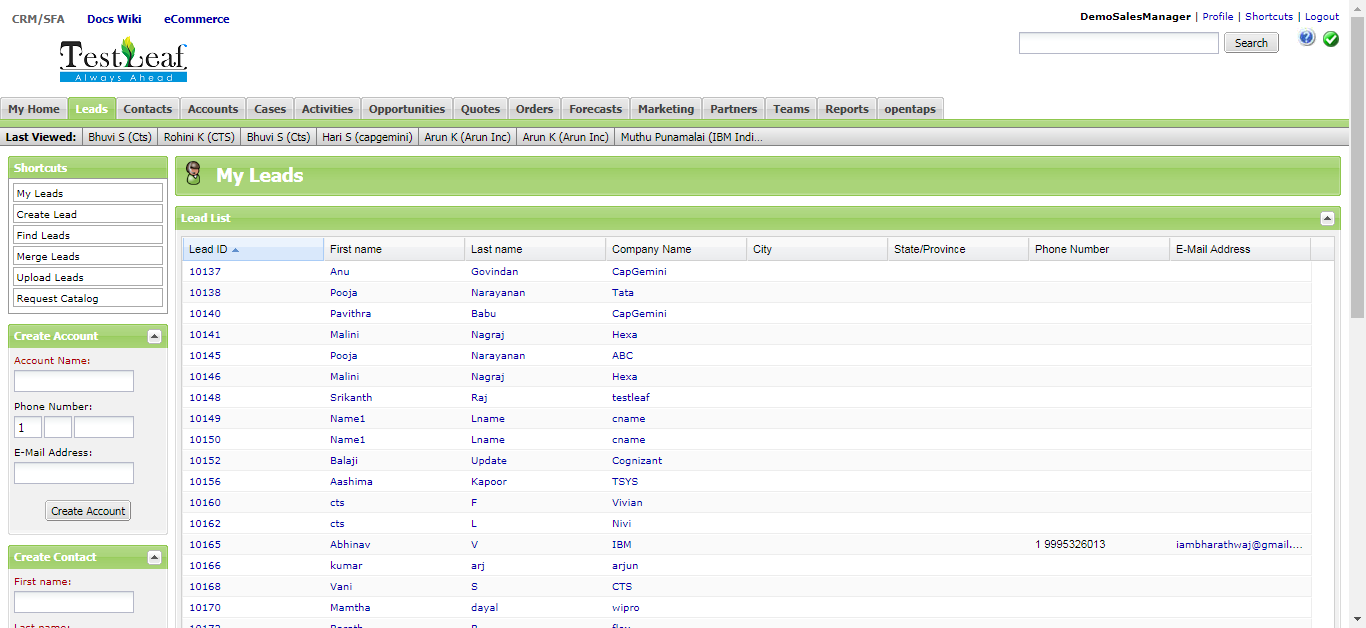 CRM/SFA Docs Wiki eCommerce
DemoSalesManager | Profile | Shortcuts | Logout
TestLeaf
Always Ahead
Search
My Home Leads Contacts Accounts Cases Activities Opportunities Quotes Orders Forecasts Marketing Partners Teams Reports opentaps
Last Viewed: Bhuvi S (Cts) Rohini K (CTS) Bhuvi S (Cts) Hari S (capgemini) Arun K (Arun Inc) Arun K (Arun Inc) Muthu Punamalai (IBM Indi...
Shortcuts
My Leads
Create Lead
Find Leads
Merge Leads
Upload Leads
Request Catalog
Create Account
Account Name:
Phone Number:
1
E-Mail Address:
Create Account
Create Contact
First name:
Last name:
My Leads
Lead List
Lead ID First name Last name Company Name City State/Province Phone Number E-Mail Address
10137 Anu Govindan CapGemini
10138 Pooja Narayanan Tata
10140 Pavithra Babu CapGemini
10141 Malini Nagraj Hexa
10145 Pooja Narayanan ABC
10146 Malini Nagraj Hexa
10148 Srikanth Raj testleaf
10149 Name1 Lname cname
10150 Name1 Lname cname
10152 Balaji Update Cognizant
10156 Aashima Kapoor TSYS
10160 cts F Vivian
10162 cts L Nivi
10165 Abhinav V IBM 1 9995326013 iambharathwaj@gmail....
10166 kumar arj arjun
10168 Vani S CTS
10170 Mamtha dayal wipro